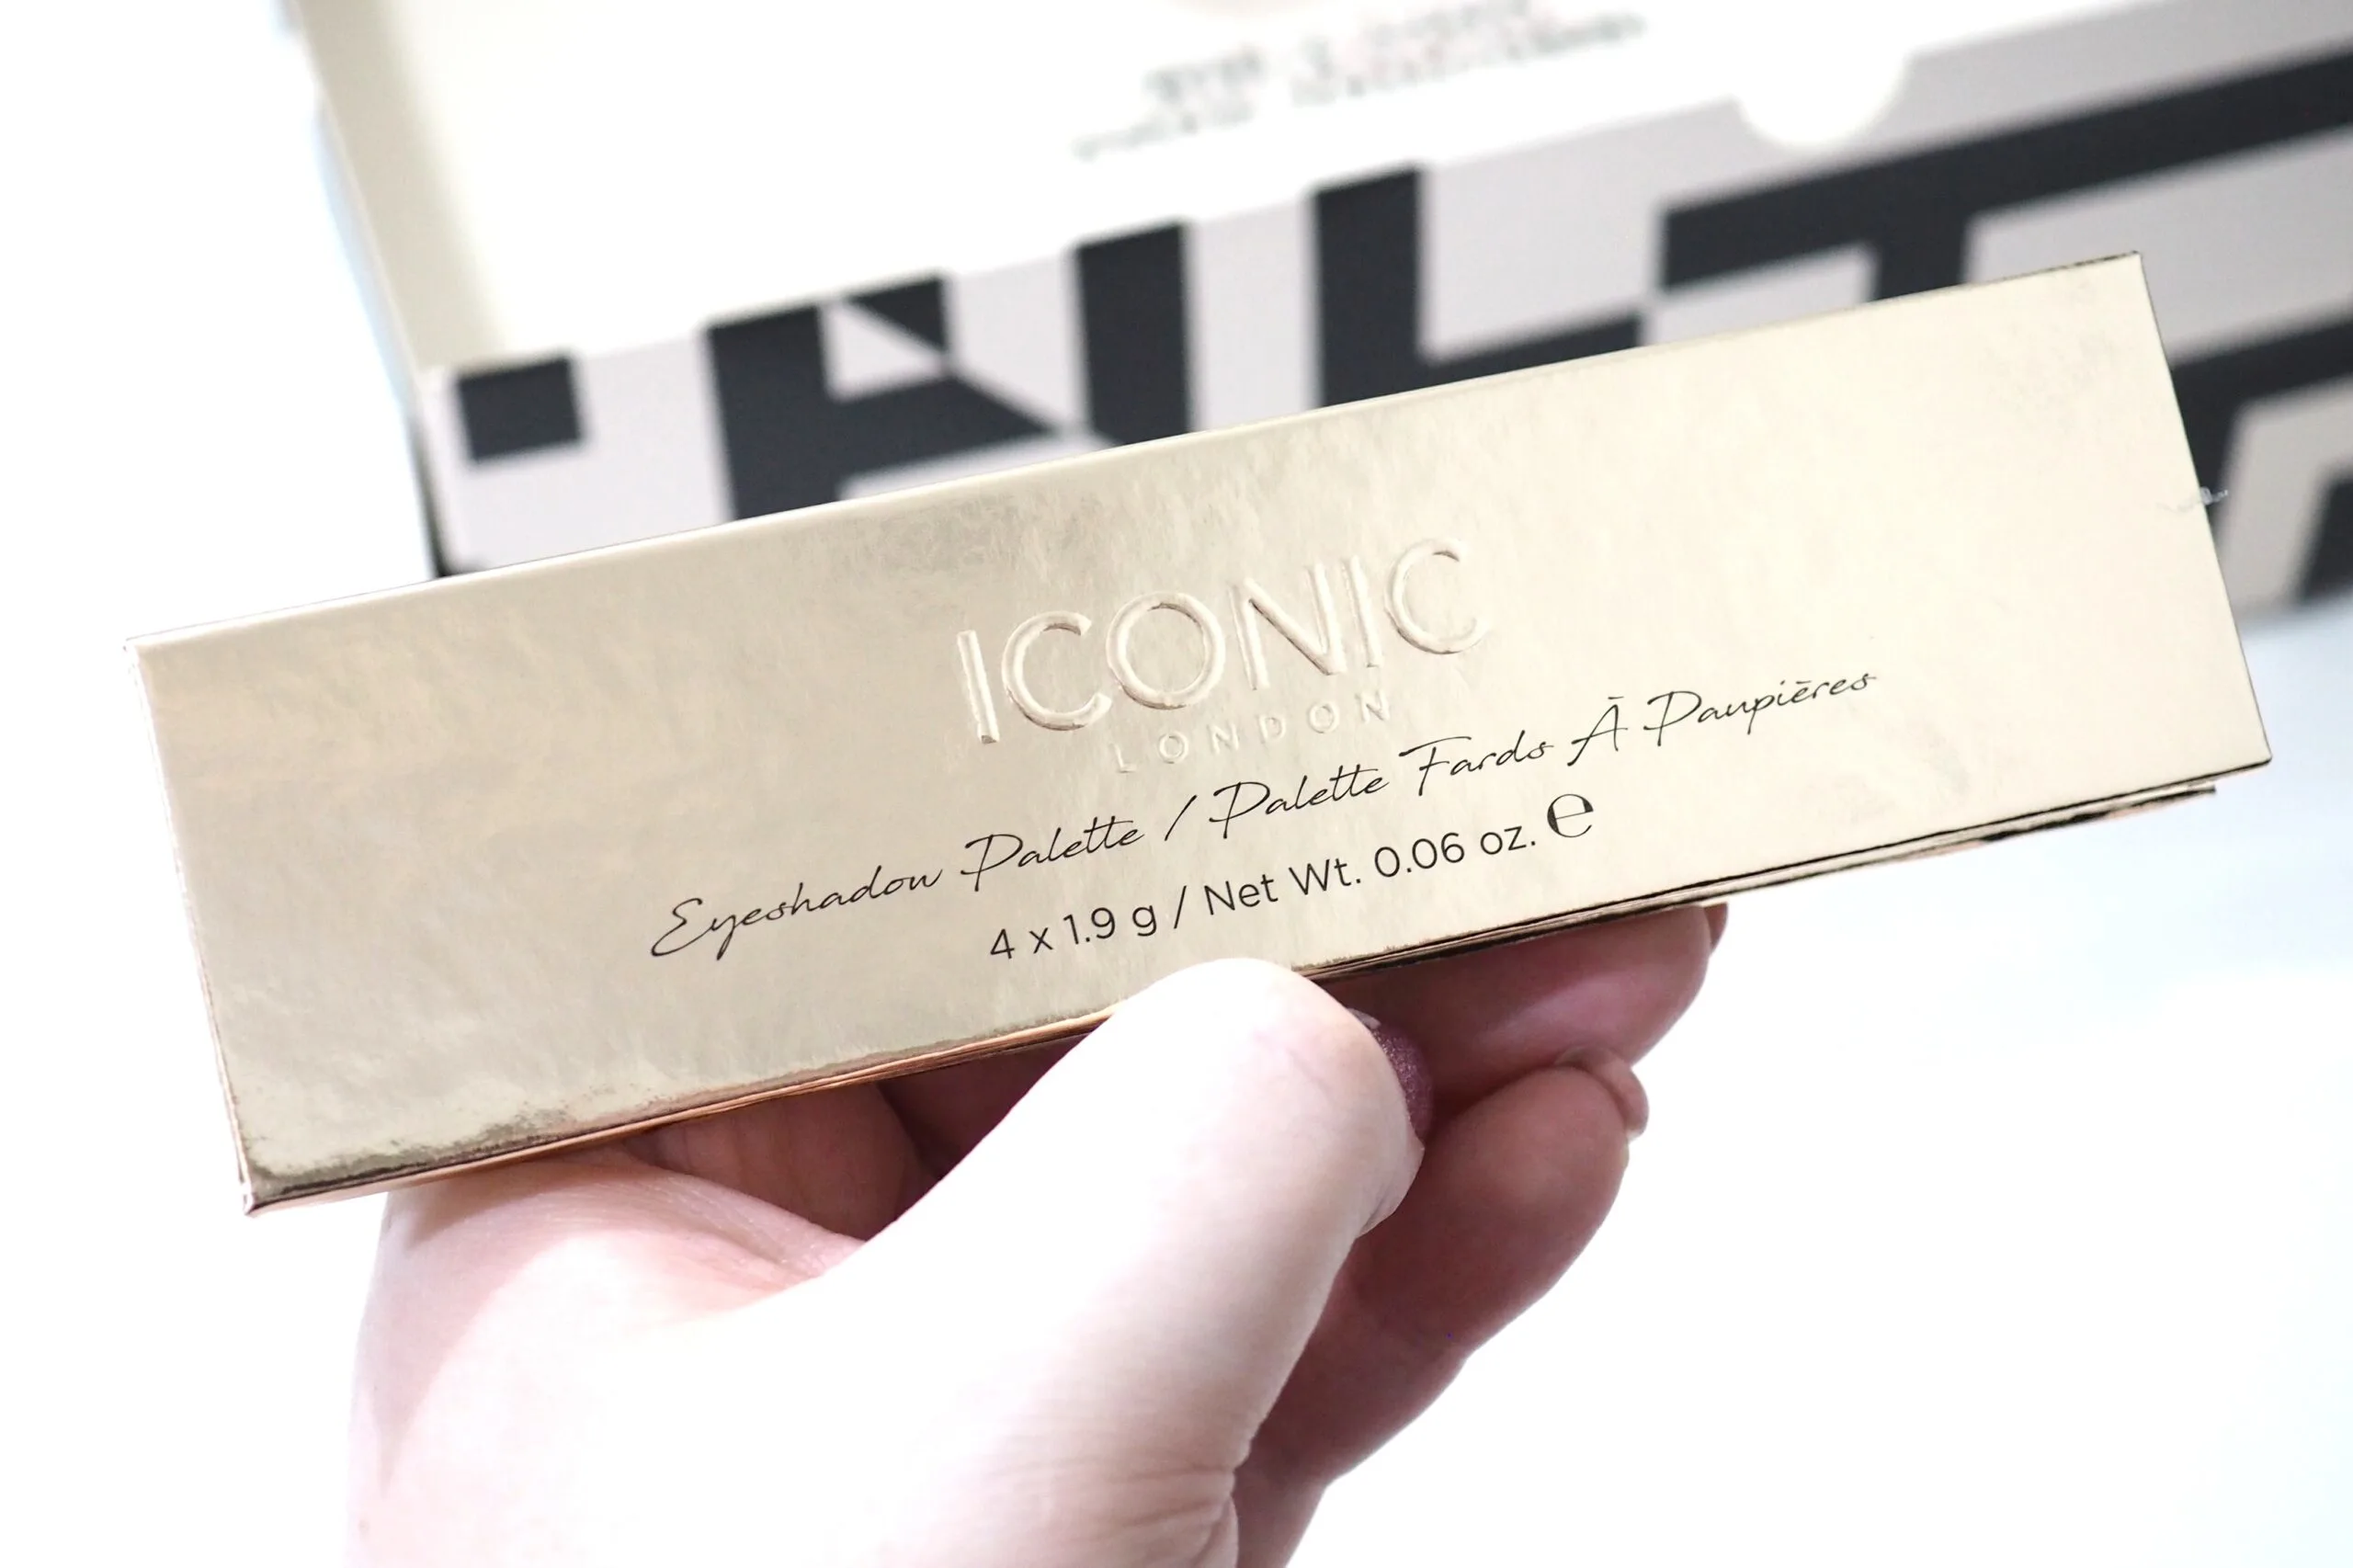 ICONIC
LONDON
Eyeshadow Palette / Palette Fards À Paupières
4 x 1.9 g / Net Wt. 0.06 oz. ℮